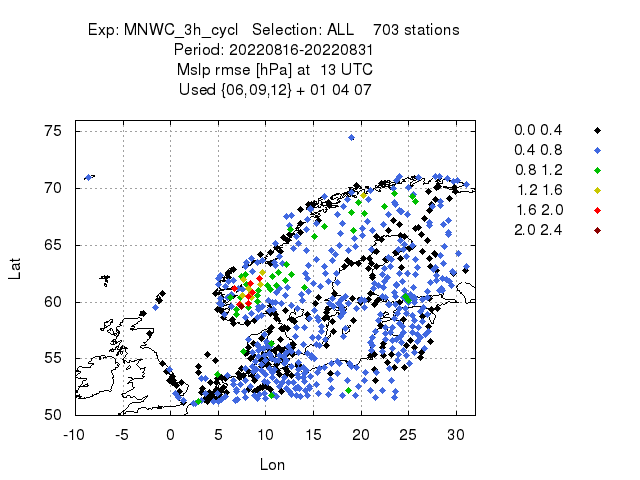 Exp: MNWC_3h_cycl   Selection: ALL    703 stations
Period: 20220816-20220831
Mslp rmse [hPa] at  13 UTC
Used {06,09,12} + 01 04 07
75
70
65
60
55
50
Lat
-10 -5 0 5 10 15 20 25 30
Lon
0.0 0.4
0.4 0.8
0.8 1.2
1.2 1.6
1.6 2.0
2.0 2.4